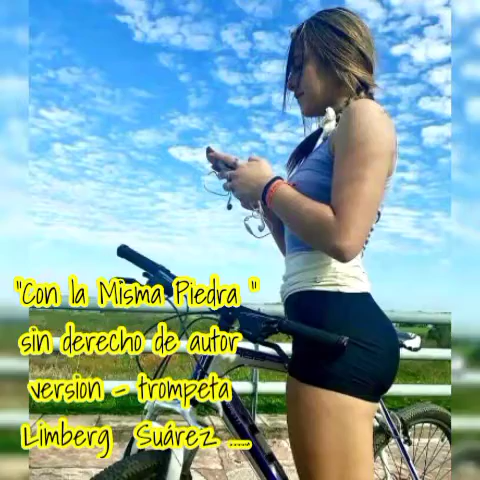 "Con la Misma Piedra"
sin derecho de autor
version - trompeta
Limberg Suárez .....